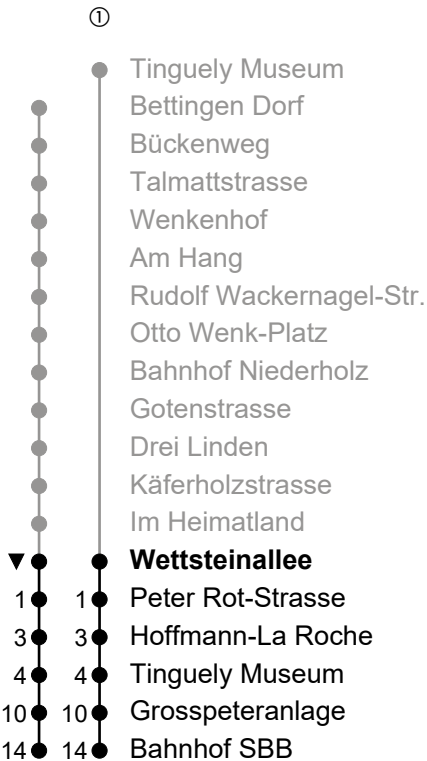 ①
Tinguely Museum
Bettingen Dorf
Bückenweg
Talmattstrasse
Wenkenhof
Am Hang
Rudolf Wackernagel-Str.
Otto Wenk-Platz
Bahnhof Niederholz
Gotenstrasse
Drei Linden
Käferholzstrasse
Im Heimatland
▼ Wettsteinallee
1 1 Peter Rot-Strasse
3 3 Hoffmann-La Roche
4 4 Tinguely Museum
10 10 Grosspeteranlage
14 14 Bahnhof SBB